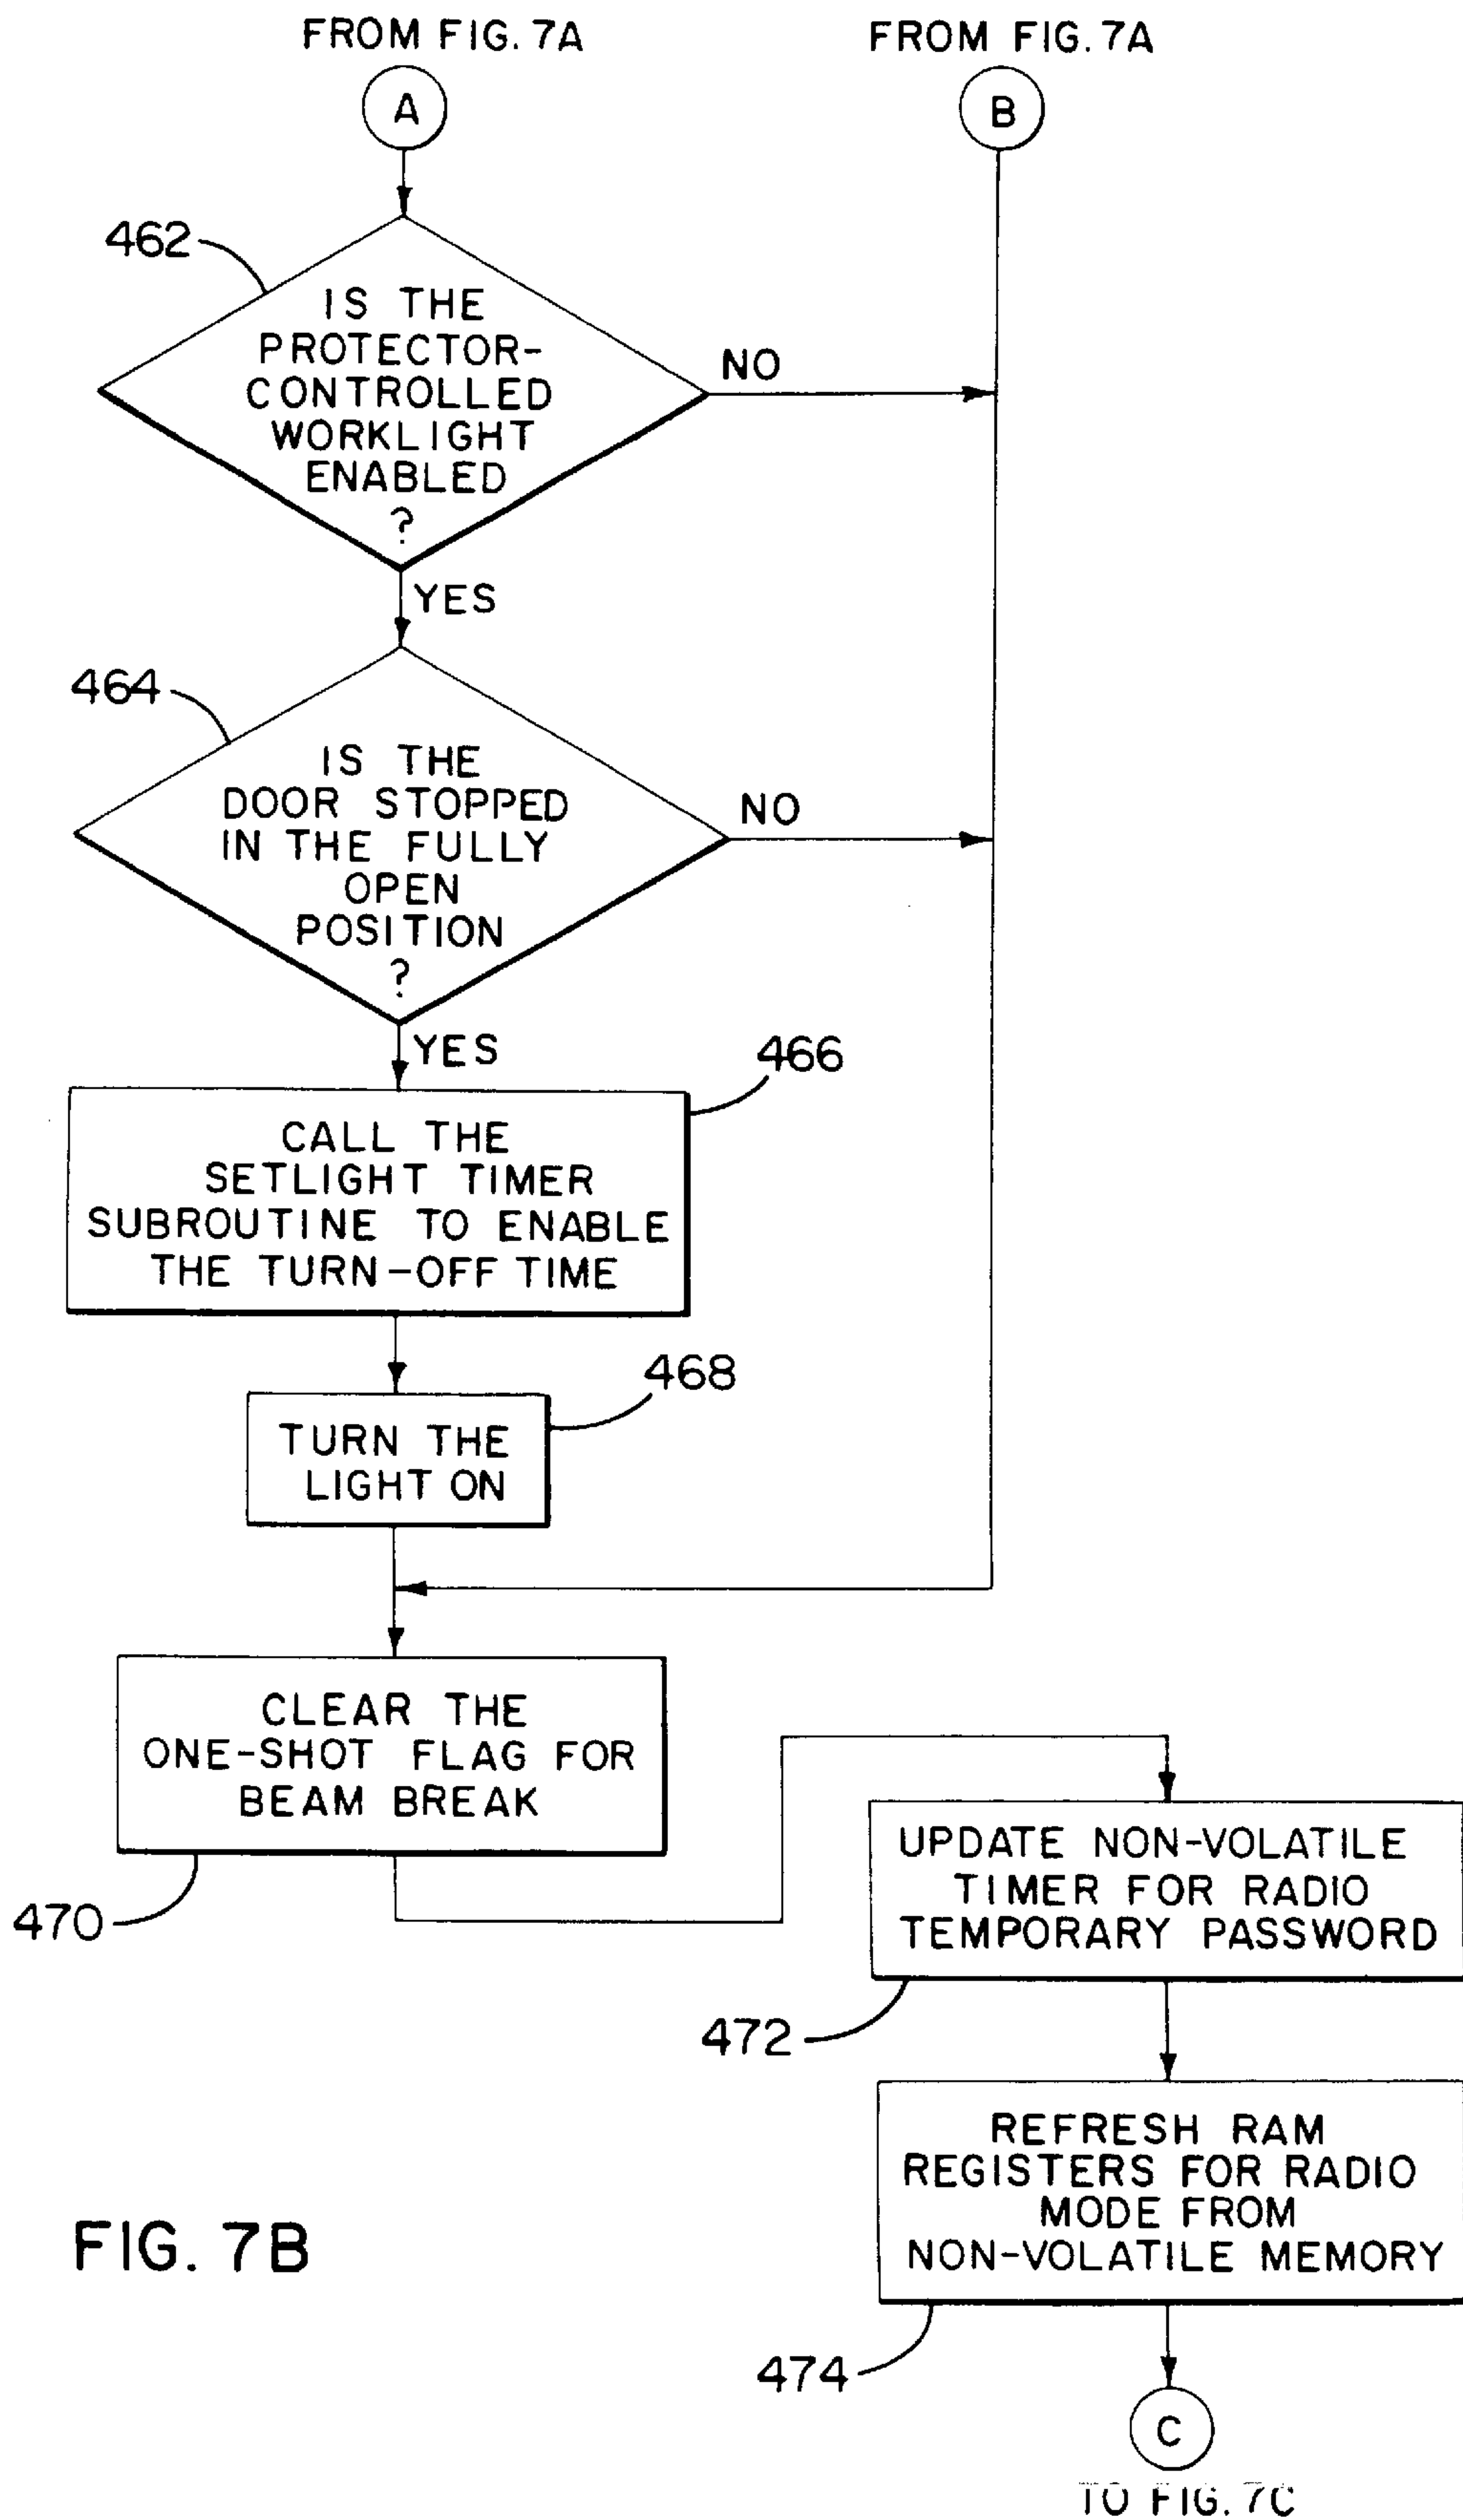 FROM FIG. 7A
FROM FIG. 7A
A
B
462
IS THE
PROTECTOR-
CONTROLLED
WORKLIGHT
ENABLED
?
NO
YES
464
IS THE
DOOR STOPPED
IN THE FULLY
OPEN
POSITION
?
NO
YES
466
CALL THE
SETLIGHT TIMER
SUBROUTINE TO ENABLE
THE TURN-OFF TIME
468
TURN THE
LIGHT ON
CLEAR THE
ONE-SHOT FLAG FOR
BEAM BREAK
470
UPDATE NON-VOLATILE
TIMER FOR RADIO
TEMPORARY PASSWORD
472
REFRESH RAM
REGISTERS FOR RADIO
MODE FROM
NON-VOLATILE MEMORY
474
C
TO FIG. 7C
FIG. 7B